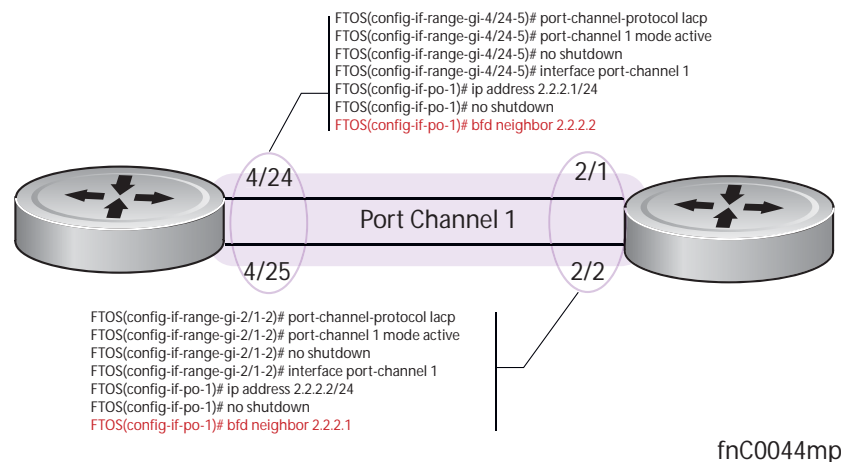 FTOS(config-if-range-gi-4/24-5)# port-channel-protocol lacp
FTOS(config-if-range-gi-4/24-5)# port-channel 1 mode active
FTOS(config-if-range-gi-4/24-5)# no shutdown
FTOS(config-if-range-gi-4/24-5)# interface port-channel 1
FTOS(config-if-po-1)# ip address 2.2.2.1/24
FTOS(config-if-po-1)# no shutdown
FTOS(config-if-po-1)# bfd neighbor 2.2.2.2
4/24
2/1
Port Channel 1
4/25
2/2
FTOS(config-if-range-gi-2/1-2)# port-channel-protocol lacp
FTOS(config-if-range-gi-2/1-2)# port-channel 1 mode active
FTOS(config-if-range-gi-2/1-2)# no shutdown
FTOS(config-if-range-gi-2/1-2)# interface port-channel 1
FTOS(config-if-po-1)# ip address 2.2.2.2/24
FTOS(config-if-po-1)# no shutdown
FTOS(config-if-po-1)# bfd neighbor 2.2.2.1
fnC0044mp